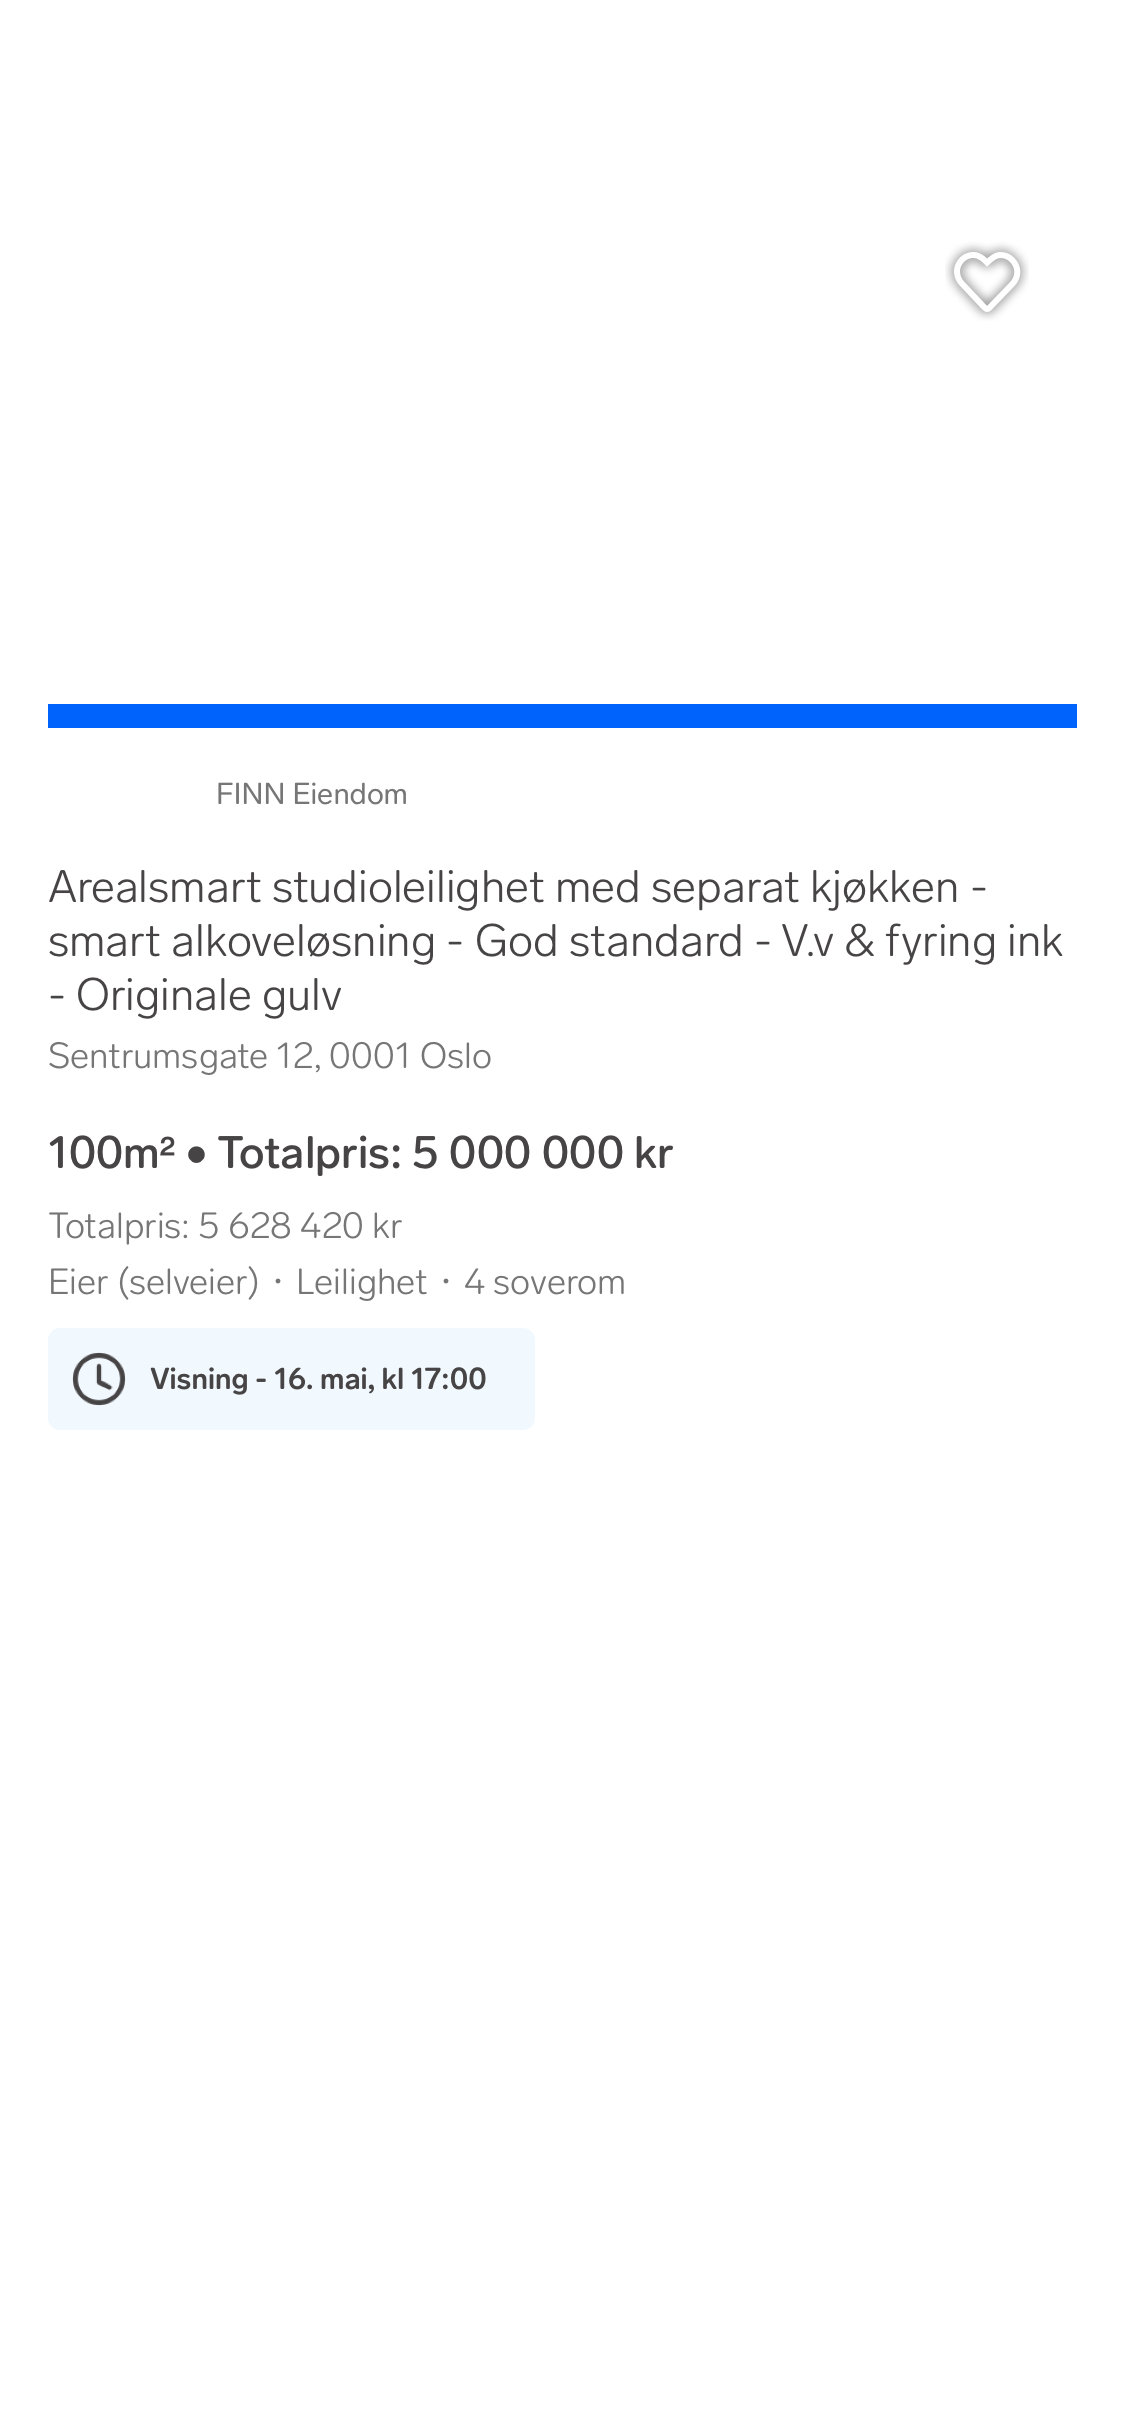 FINN Eiendom
Arealsmart studioleilighet med separat kjøkken -
smart alkoveløsning - God standard - V.v & fyring ink
- Originale gulv
Sentrumsgate 12, 0001 Oslo
100m² • Totalpris: 5 000 000 kr
Totalpris: 5 628 420 kr
Eier (selveier) · Leilighet · 4 soverom
Visning - 16. mai, kl 17:00